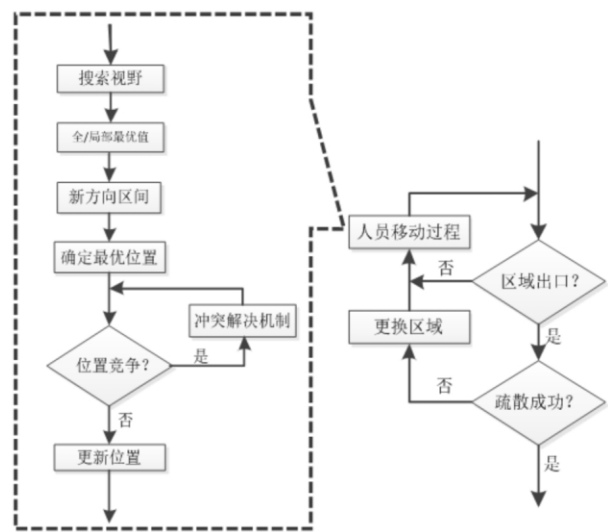 搜索视野
全/局部最优值
新方向区间
确定最优位置
冲突解决机制
位置竞争?
是
否
更新位置
人员移动过程
否
区域出口?
更换区域
是
否
疏散成功?
是